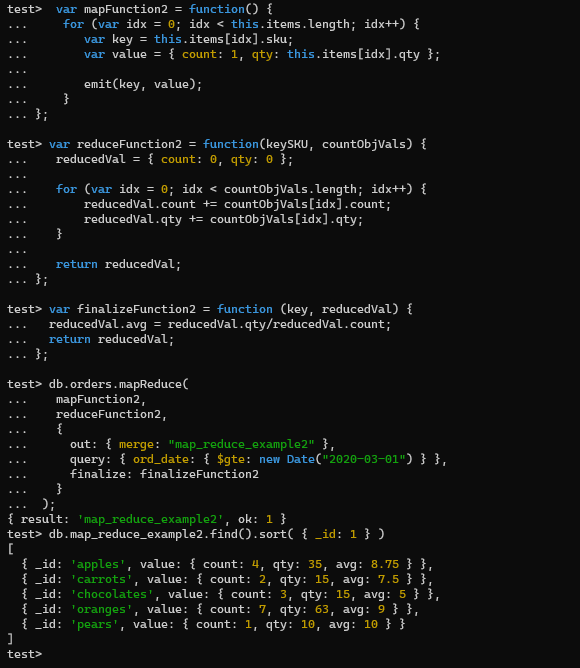 test>  var mapFunction2 = function() {
...     for (var idx = 0; idx < this.items.length; idx++) {
...        var key = this.items[idx].sku;
...        var value = { count: 1, qty: this.items[idx].qty };
...
...        emit(key, value);
...     }
... };

test> var reduceFunction2 = function(keySKU, countObjVals) {
...    reducedVal = { count: 0, qty: 0 };
...
...    for (var idx = 0; idx < countObjVals.length; idx++) {
...        reducedVal.count += countObjVals[idx].count;
...        reducedVal.qty += countObjVals[idx].qty;
...    }
...
...    return reducedVal;
... };

test> var finalizeFunction2 = function (key, reducedVal) {
...   reducedVal.avg = reducedVal.qty/reducedVal.count;
...   return reducedVal;
... };

test> db.orders.mapReduce(
...    mapFunction2,
...    reduceFunction2,
...    {
...      out: { merge: "map_reduce_example2" },
...      query: { ord_date: { $gte: new Date("2020-03-01") } },
...      finalize: finalizeFunction2
...    }
...  );
{ result: 'map_reduce_example2', ok: 1 }
test> db.map_reduce_example2.find().sort( { _id: 1 } )
[
  { _id: 'apples', value: { count: 4, qty: 35, avg: 8.75 } },
  { _id: 'carrots', value: { count: 2, qty: 15, avg: 7.5 } },
  { _id: 'chocolates', value: { count: 3, qty: 15, avg: 5 } },
  { _id: 'oranges', value: { count: 7, qty: 63, avg: 9 } },
  { _id: 'pears', value: { count: 1, qty: 10, avg: 10 } }
]
test>